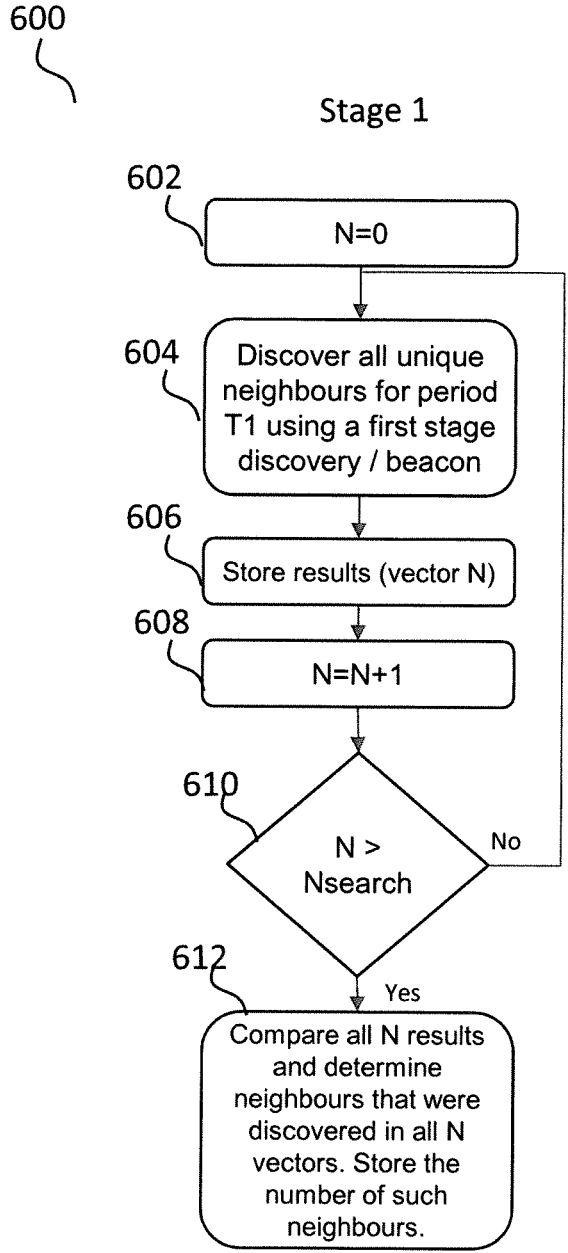 600
Stage 1
602
N=0
604
Discover all unique
neighbours for period
T1 using a first stage
discovery / beacon
606
Store results (vector N)
608
N=N+1
610
N >
Nsearch
No
Yes
612
Compare all N results
and determine
neighbours that were
discovered in all N
vectors. Store the
number of such
neighbours.